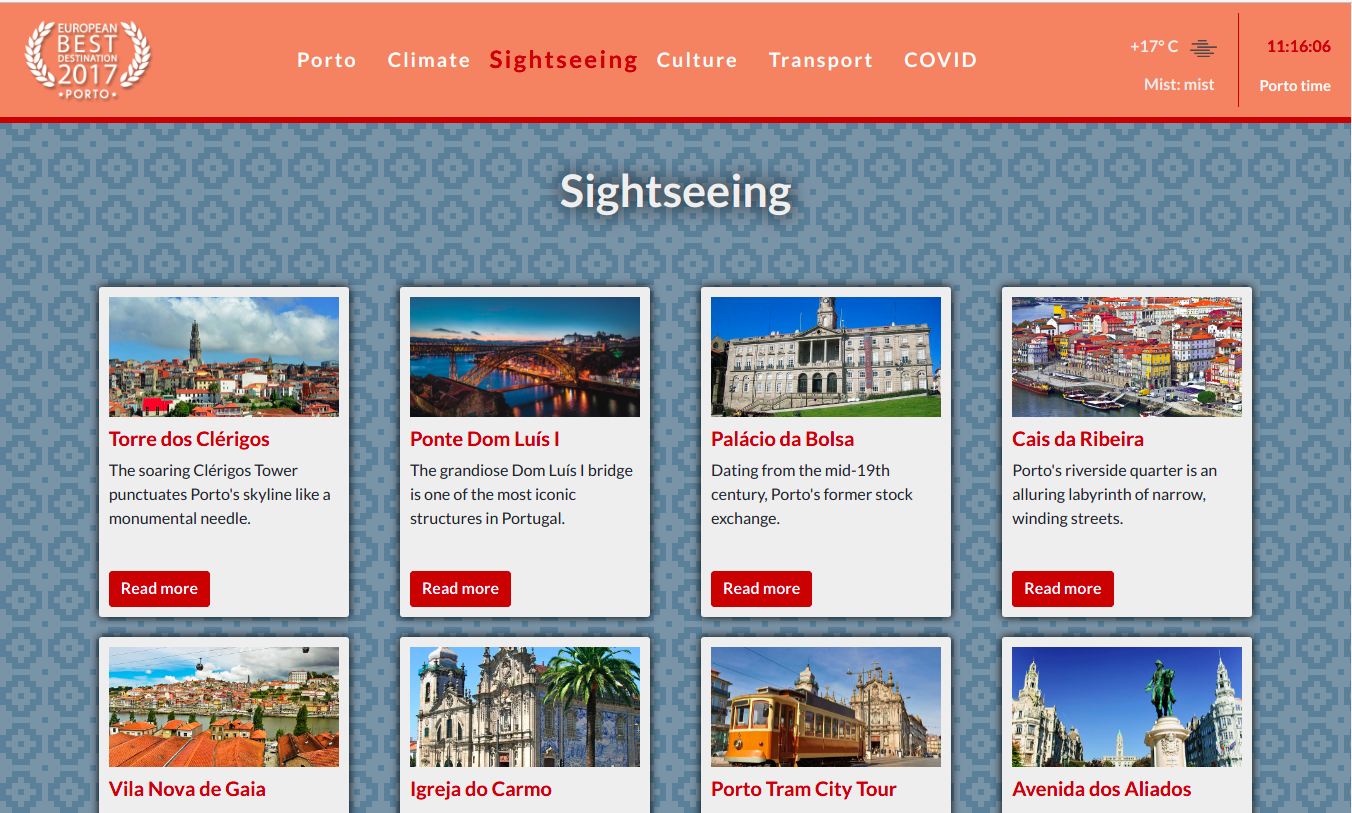 EUROPEAN
BEST
DESTINATION
2017
•PORTO•
Porto Climate Sightseeing Culture Transport COVID
+17° C
Mist: mist
11:16:06
Porto time
Sightseeing
Torre dos Clérigos
The soaring Clérigos Tower
punctuates Porto's skyline like a
monumental needle.
Read more
Ponte Dom Luís I
The grandiose Dom Luís I bridge
is one of the most iconic
structures in Portugal.
Read more
Palácio da Bolsa
Dating from the mid-19th
century, Porto's former stock
exchange.
Read more
Cais da Ribeira
Porto's riverside quarter is an
alluring labyrinth of narrow,
winding streets.
Read more
Vila Nova de Gaia
Igreja do Carmo
Porto Tram City Tour
Avenida dos Aliados